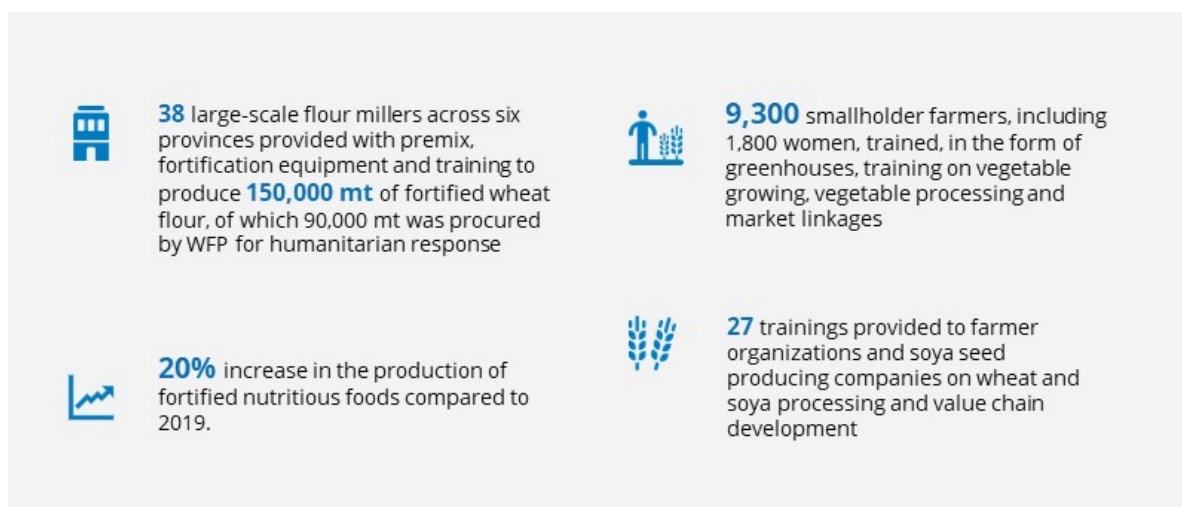 38 large-scale flour millers across six
provinces provided with premix,
fortification equipment and training to
produce 150,000 mt of fortified wheat
flour, of which 90,000 mt was procured
by WFP for humanitarian response
9,300 smallholder farmers, including
1,800 women, trained, in the form of
greenhouses, training on vegetable
growing, vegetable processing and
market linkages
20% increase in the production of
fortified nutritious foods compared to
2019.
27 trainings provided to farmer
organizations and soya seed
producing companies on wheat and
soya processing and value chain
development